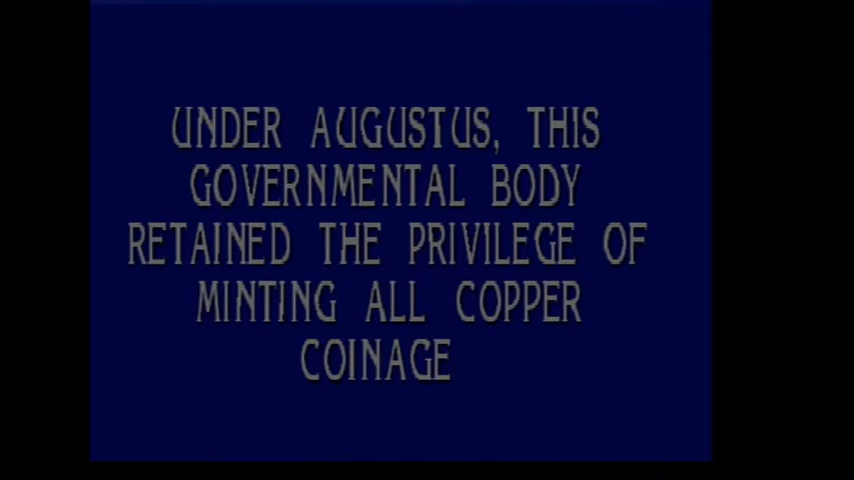 UNDER AUGUSTUS, THIS
GOVERNMENTAL BODY
RETAINED THE PRIVILEGE OF
MINTING ALL COPPER
COINAGE